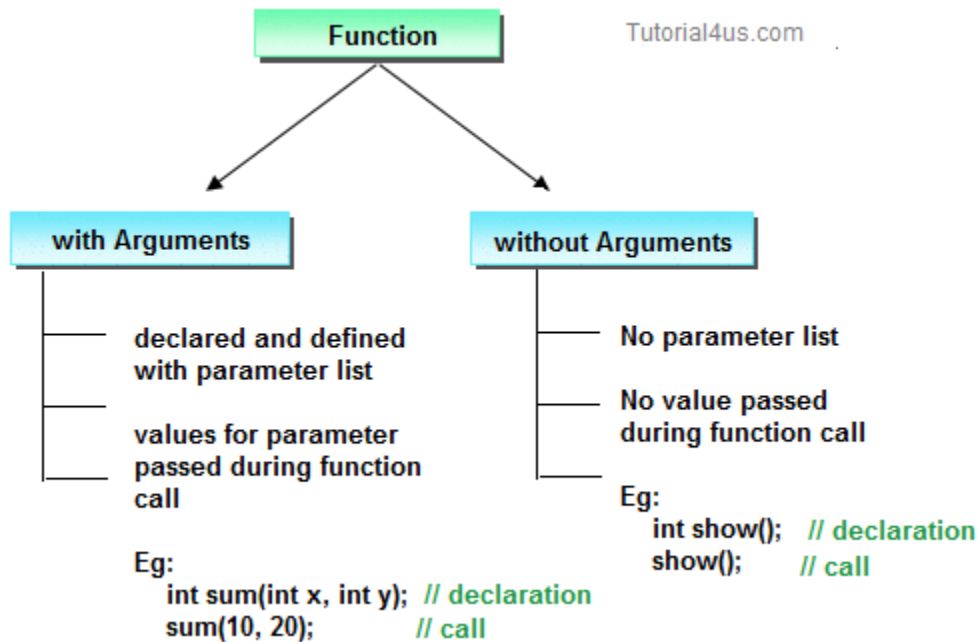 Function
Tutorial4us.com
with Arguments
declared and defined
with parameter list
values for parameter
passed during function
call
Eg:
int sum(int x, int y); // declaration
sum(10, 20); // call
without Arguments
No parameter list
No value passed
during function call
Eg:
int show(); // declaration
show(); // call